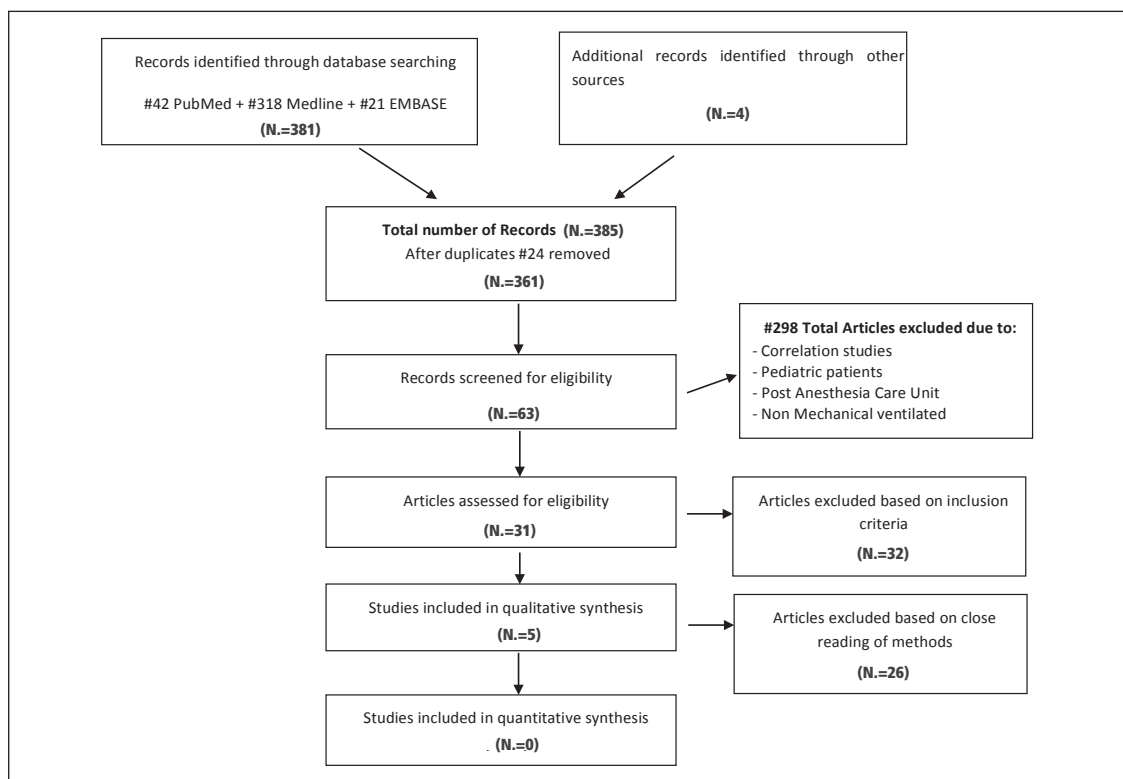 Records identified through database searching
#42 PubMed + #318 Medline + #21 EMBASE
(N.=381)
Additional records identified through other
sources
(N.=4)
Total number of Records (N.=385)
After duplicates #24 removed
(N.=361)
#298 Total Articles excluded due to:
- Correlation studies
- Pediatric patients
- Post Anesthesia Care Unit
- Non Mechanical ventilated
Records screened for eligibility
(N.=63)
Articles assessed for eligibility
(N.=31)
Articles excluded based on inclusion
criteria
(N.=32)
Studies included in qualitative synthesis
(N.=5)
Articles excluded based on close
reading of methods
(N.=26)
Studies included in quantitative synthesis
. (N.=0)